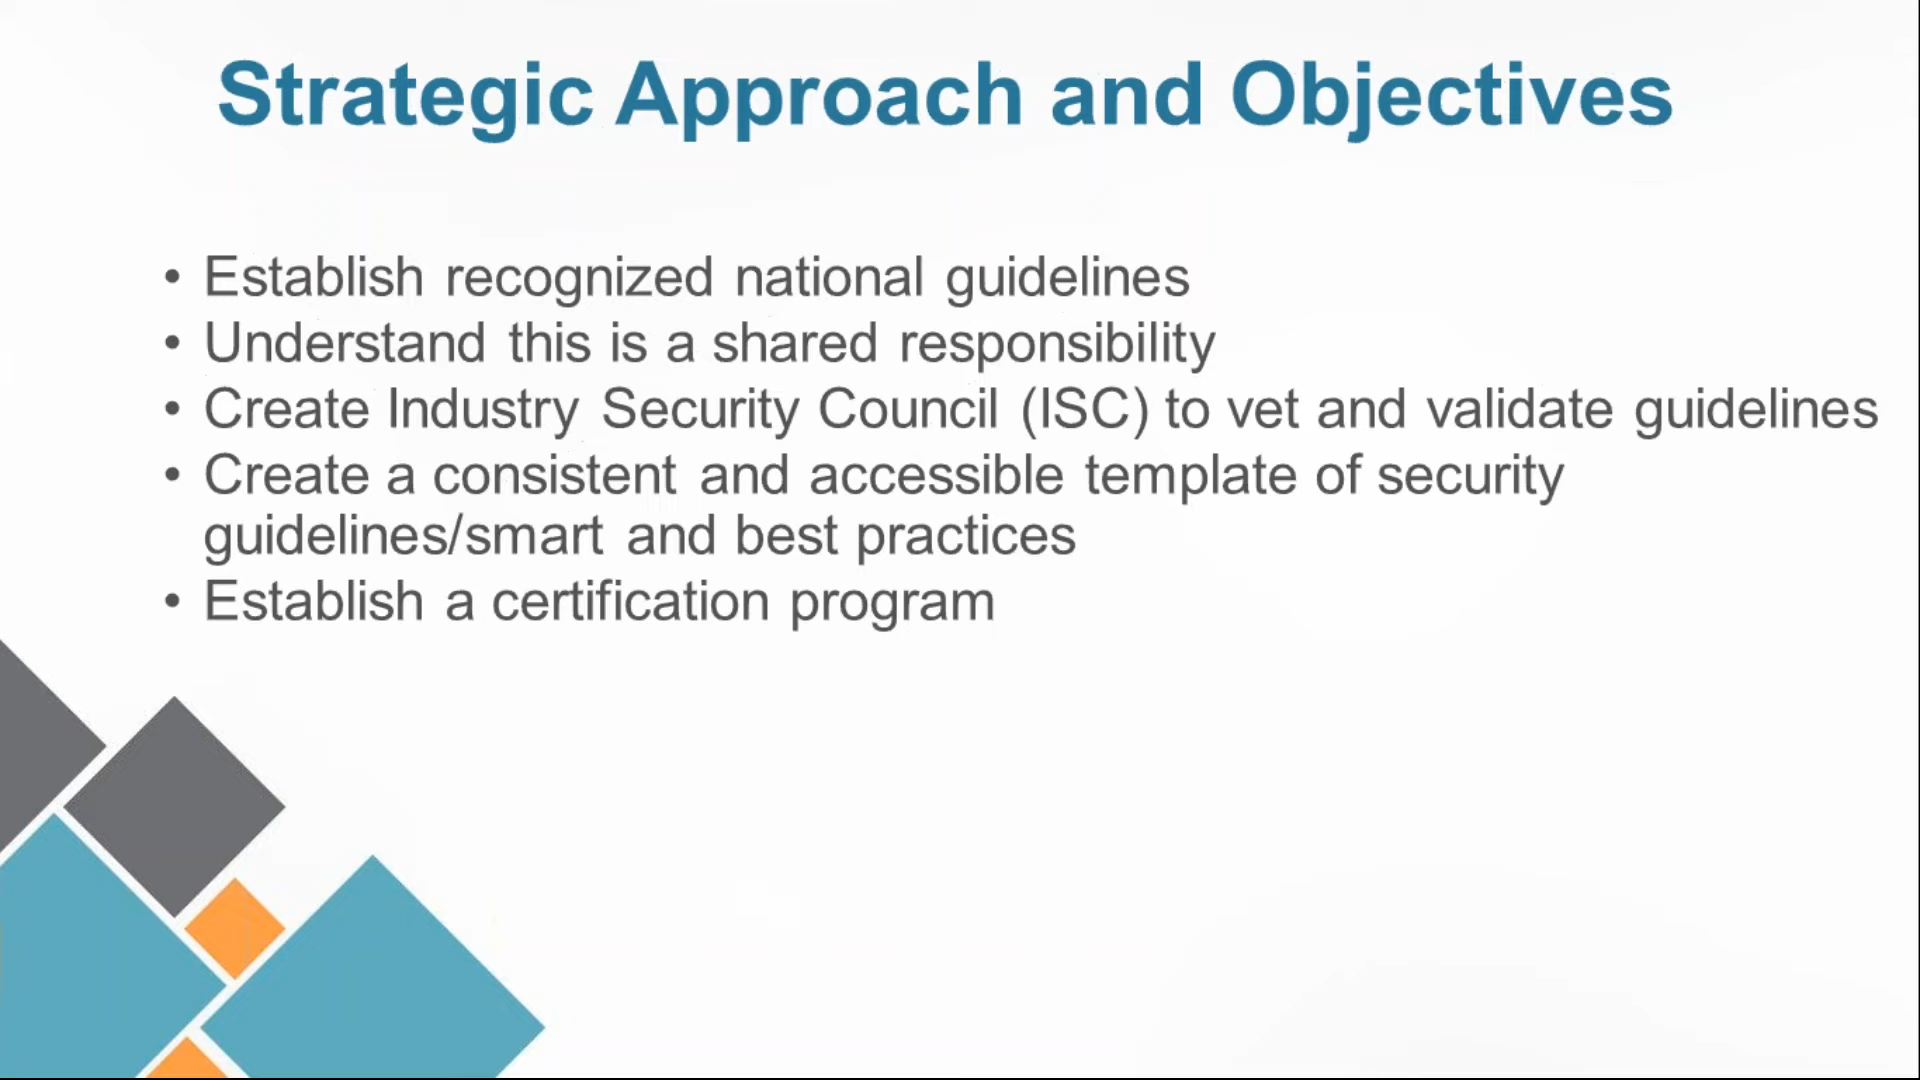 Strategic Approach and Objectives
• Establish recognized national guidelines
• Understand this is a shared responsibility
• Create Industry Security Council (ISC) to vet and validate guidelines
• Create a consistent and accessible template of security
guidelines/smart and best practices
• Establish a certification program